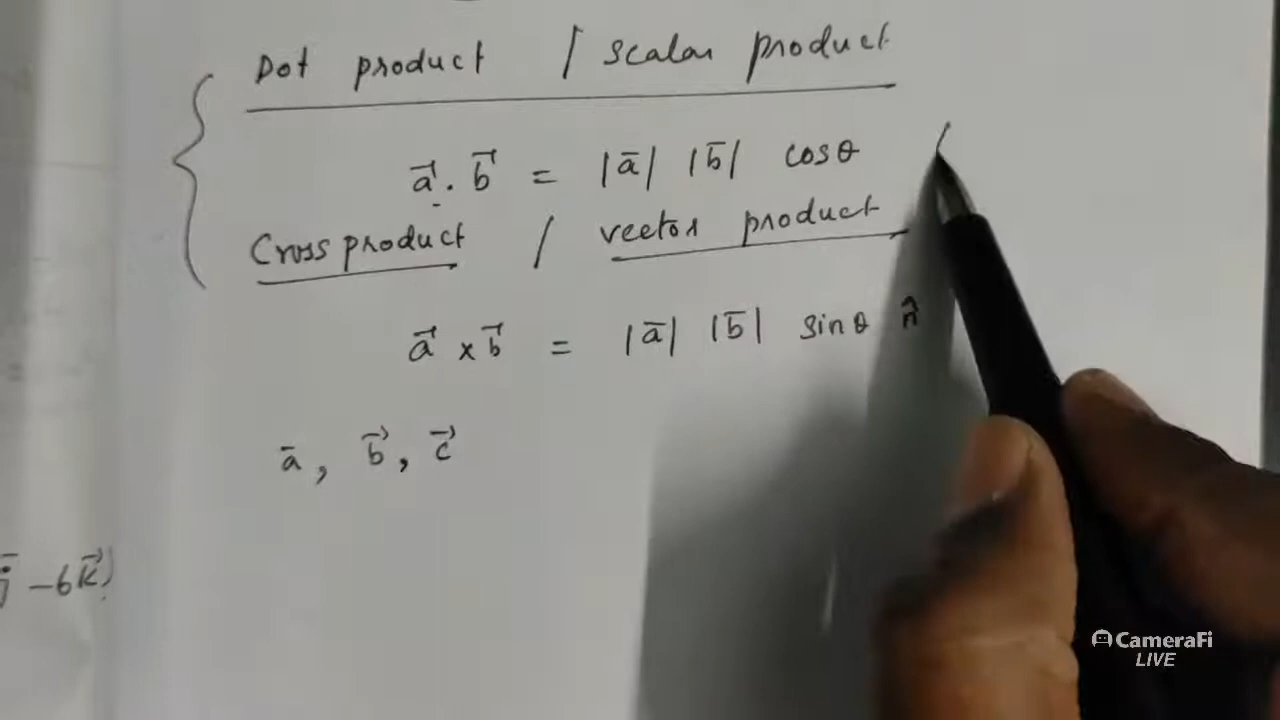 Dot product / scalar product
a⃗ . b⃗ = |a̅| |b̅| cosθ
Cross product / vector product
a⃗ × b⃗ = |a̅| |b̅| sinθ n̂
a̅, b⃗, c⃗
j̅ – 6k⃗)
CameraFi
LIVE